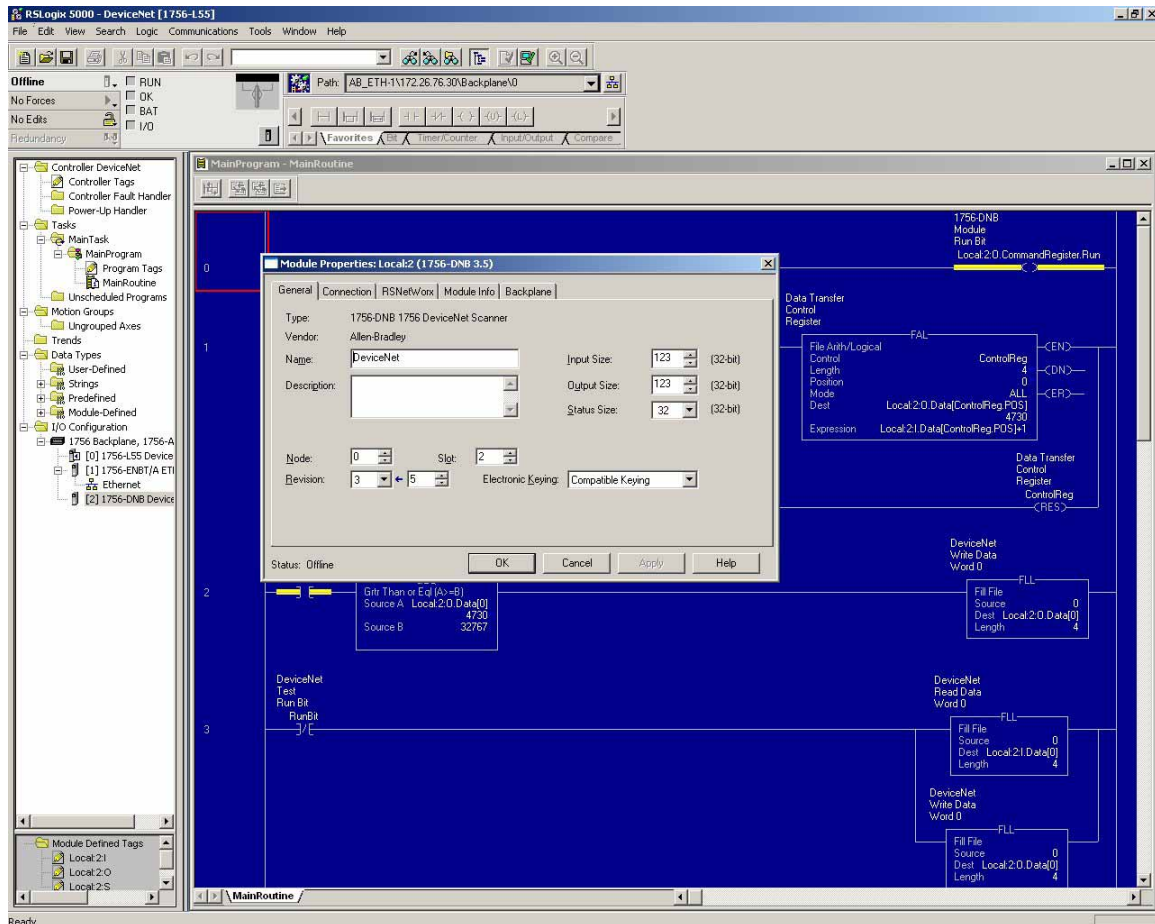 RSLogix 5000 - DeviceNet [1756-L55]
File Edit View Search Logic Communications Tools Window Help
Offline
RUN
No Forces
OK
No Edits
BAT
Redundancy
I/O
Path: AB_ETH-1\172.26.76.30\Backplane\0
Favorites Bit Timer/Counter Input/Output Compare
Controller DeviceNet
Controller Tags
Controller Fault Handler
Power-Up Handler
Tasks
MainTask
MainProgram
Program Tags
MainRoutine
Unscheduled Programs
Motion Groups
Ungrouped Axes
Trends
Data Types
User-Defined
Strings
Predefined
Module-Defined
I/O Configuration
1756 Backplane, 1756-A
[0] 1756-L55 Device
[1] 1756-ENBT/A ETI
Ethernet
[2] 1756-DNB Device
Module Defined Tags
Local:2:I
Local:2:O
Local:2:S
MainProgram - MainRoutine
0
1756-DNB
Module
Run Bit
Local:2:O.CommandRegister.Run
Module Properties: Local:2 (1756-DNB 3.5)
General Connection RSNetWorx Module Info Backplane
Type: 1756-DNB 1756 DeviceNet Scanner
Vendor: Allen-Bradley
Name: DeviceNet
Input Size: 123 (32-bit)
Description:
Output Size: 123 (32-bit)
Status Size: 32 (32-bit)
Node: 0 Slot: 2
Revision: 3 5 Electronic Keying: Compatible Keying
Status: Offline
OK Cancel Apply Help
1
Data Transfer
Control
Register
FAL
File Arith/Logical
Control ControlReg
Length 4
Position 0
Mode ALL
Dest Local:2:O.Data[ControlReg.POS]
4730
Expression Local:2:I.Data[ControlReg.POS]+1
EN
DN
ER
Data Transfer
Control
Register
ControlReg
RES
2
Grtr Than or Eql (A>=B)
Source A Local:2:O.Data[0]
4730
Source B 32767
DeviceNet
Write Data
Word 0
FLL
Fill File
Source 0
Dest Local:2:O.Data[0]
Length 4
3
DeviceNet
Test
Run Bit
RunBit
DeviceNet
Read Data
Word 0
FLL
Fill File
Source 0
Dest Local:2:I.Data[0]
Length 4
DeviceNet
Write Data
Word 0
FLL
Fill File
Source 0
Dest Local:2:O.Data[0]
Length 4
MainRoutine
Ready